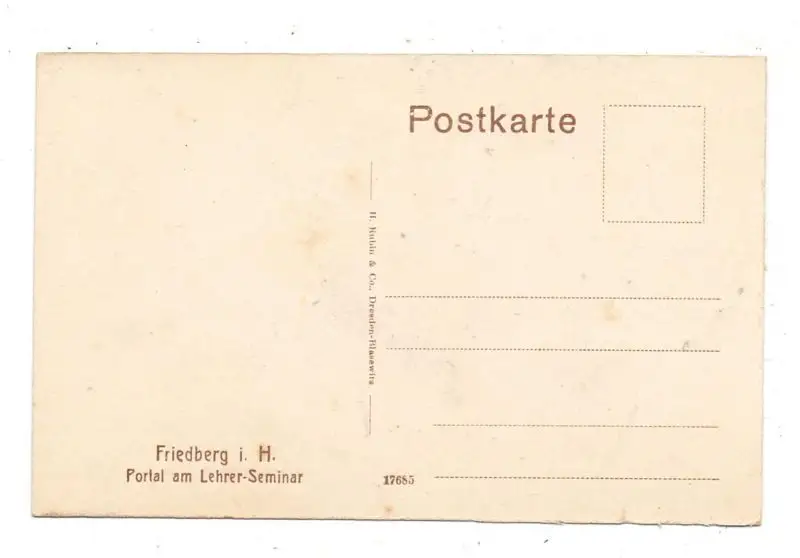 Postkarte
H. Rubin & Co., Dresden-Blasewitz
Friedberg i. H.
Portal am Lehrer-Seminar
17685